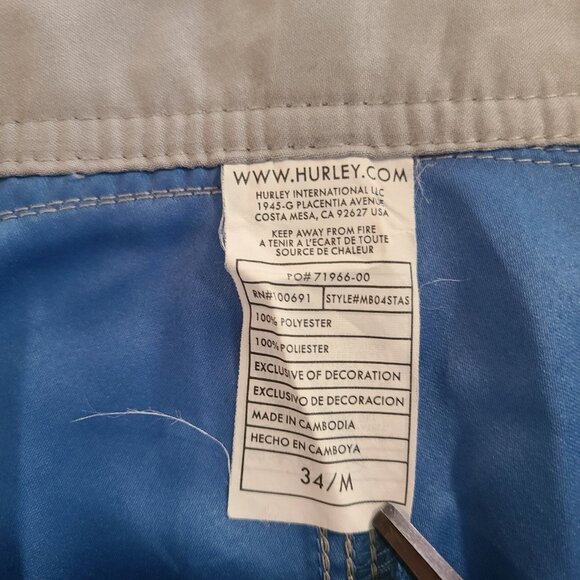 WWW.HURLEY.COM
HURLEY INTERNATIONAL LLC
1945-G PLACENTIA AVENUE
COSTA MESA, CA 92627 USA
KEEP AWAY FROM FIRE
A TENIR A L'ECART DE TOUTE
SOURCE DE CHALEUR
PO# 71966-00
RN#100691 STYLE#MB04STAS
100% POLYESTER
100% POLIESTER
EXCLUSIVE OF DECORATION
EXCLUSIVO DE DECORACION
MADE IN CAMBODIA
HECHO EN CAMBOYA
34/M